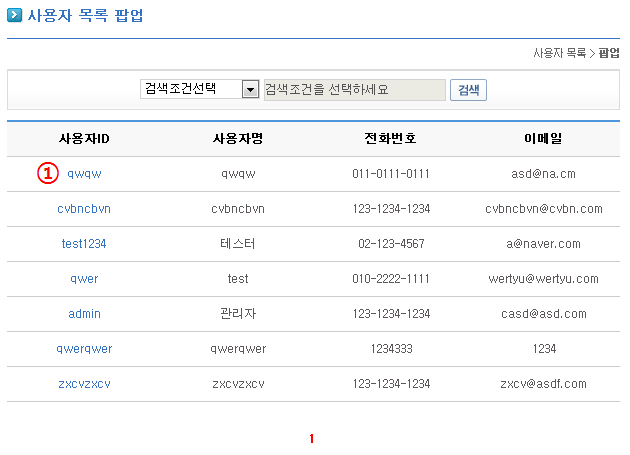 사용자 목록 팝업
사용자 목록 > 팝업
검색조건선택 검색조건을 선택하세요 검색
사용자ID 사용자명 전화번호 이메일
① qwqw qwqw 011-0111-0111 asd@na.cm
cvbncbvn cvbncbvn 123-1234-1234 cvbncbvn@cvbn.com
test1234 테스터 02-123-4567 a@naver.com
qwer test 010-2222-1111 wertyu@wertyu.com
admin 관리자 123-1234-1234 casd@asd.com
qwerqwer qwerqwer 1234333 1234
zxcvzxcv zxcvzxcv 123-1234-1234 zxcv@asdf.com
1